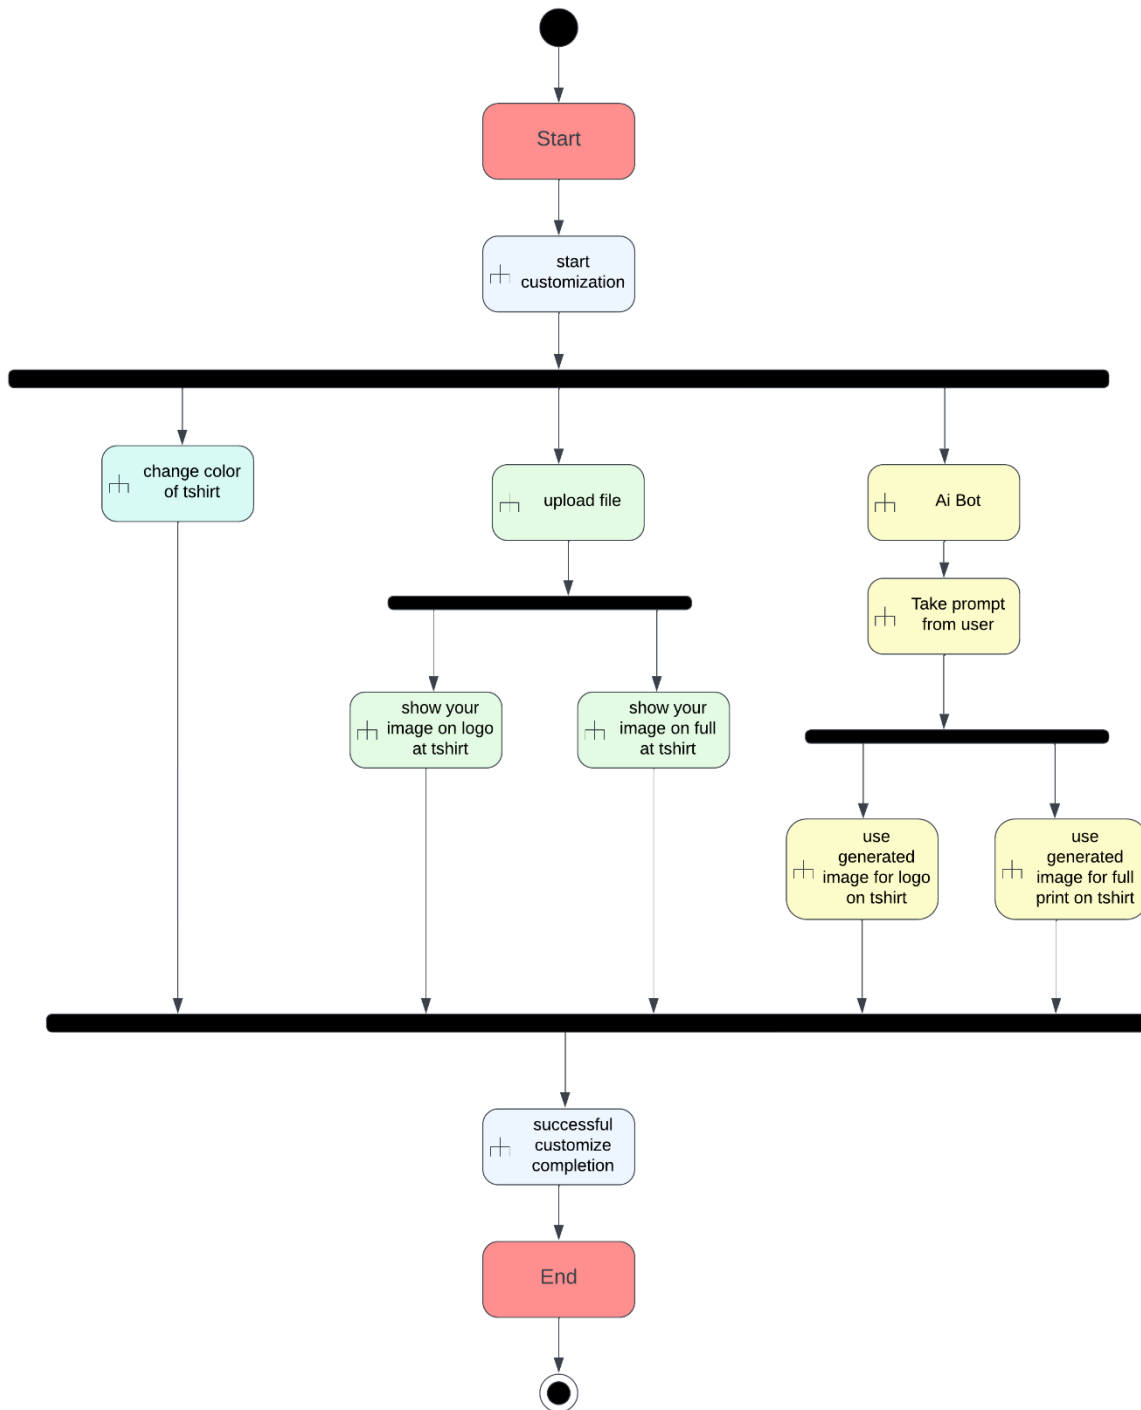 Start
start
customization
change color
of tshirt
upload file
Ai Bot
Take prompt
from user
show your
image on logo
at tshirt
show your
image on full
at tshirt
use
generated
image for logo
on tshirt
use
generated
image for full
print on tshirt
successful
customize
completion
End